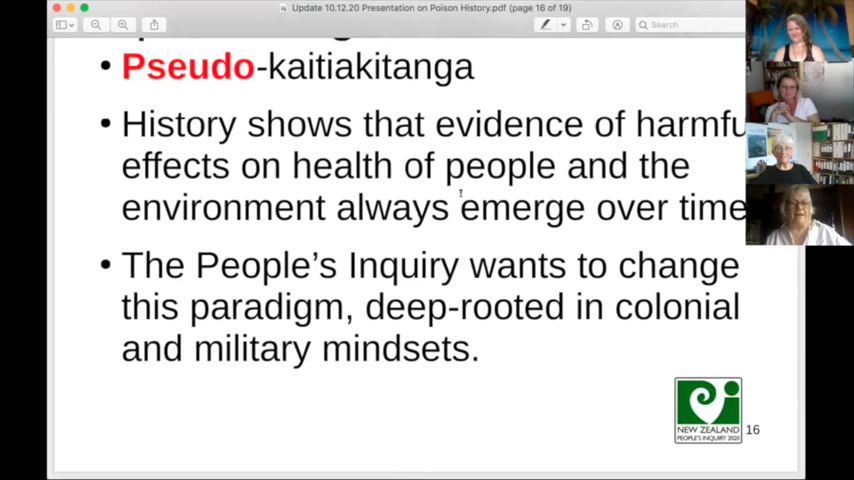 Update 10.12.20 Presentation on Poison History.pdf (page 16 of 19)
Search
• Pseudo-kaitiakitanga
• History shows that evidence of harmfu
effects on health of people and the
environment always emerge over time
• The People's Inquiry wants to change
this paradigm, deep-rooted in colonial
and military mindsets.
NEW ZEALAND
PEOPLE'S INQUIRY 2020
16